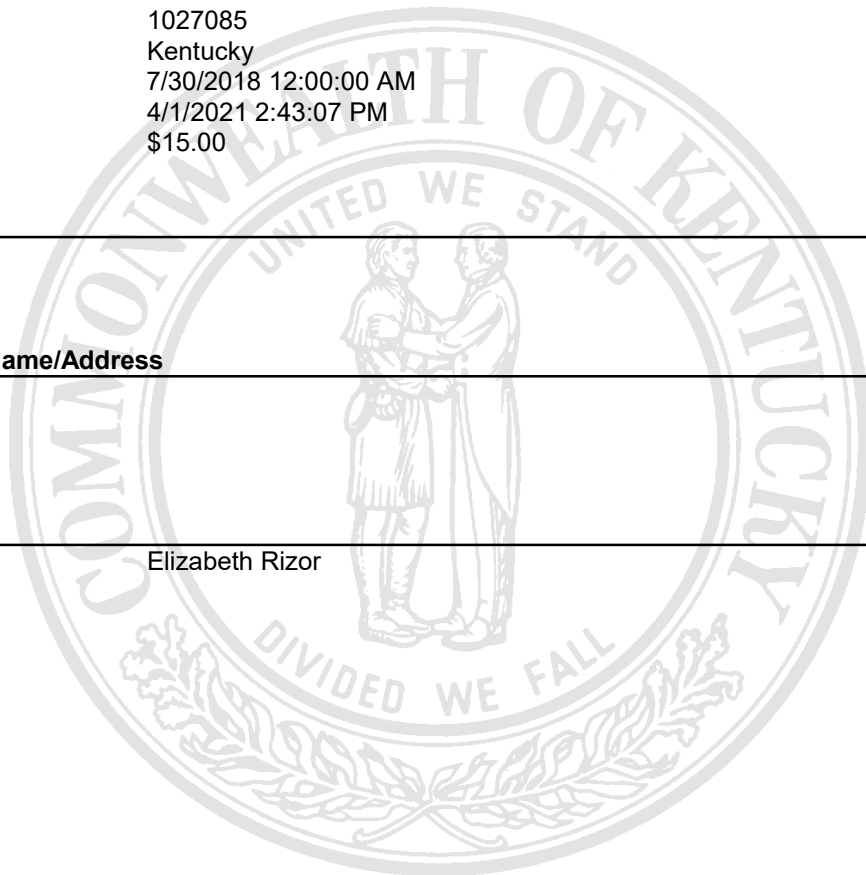 1027085
Kentucky
7/30/2018 12:00:00 AM
4/1/2021 2:43:07 PM
$15.00
COMMONWEALTH OF KENTUCKY
UNITED WE STAND
ame/Address
Elizabeth Rizor
DIVIDED WE FALL